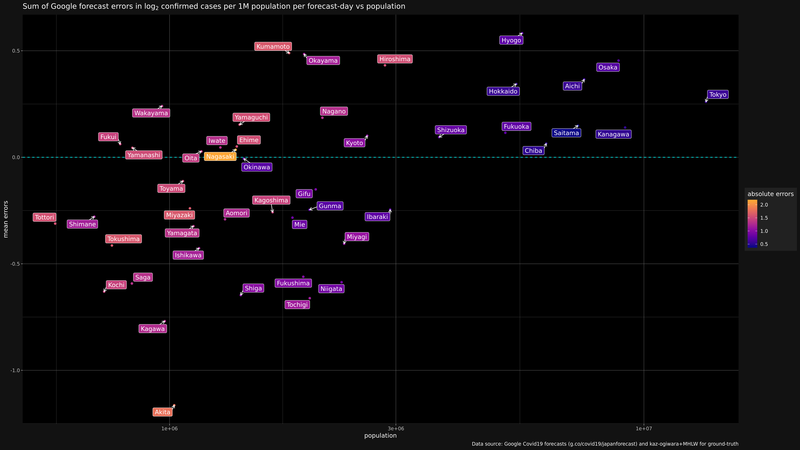 Sum of Google forecast errors in log₂ confirmed cases per 1M population per forecast-day vs population
Hyogo
Kumamoto
Okayama
Hiroshima
0.5
Osaka
Aichi
Hokkaido
Tokyo
Wakayama
Nagano
Yamaguchi
Fukui
Iwate
Ehime
Kyoto
Shizuoka
Fukuoka
Saitama
Kanagawa
Yamanashi
Oita
Nagasaki
Chiba
0.0
Okinawa
Toyama
Kagoshima
Gifu
Gunma
Tottori
Shimane
Miyazaki
Aomori
Mie
Ibaraki
Tokushima
Yamagata
Miyagi
Ishikawa
-0.5
Kochi
Saga
Shiga
Fukushima
Niigata
Tochigi
Kagawa
-1.0
Akita
mean errors
1e+06
3e+06
1e+07
population
absolute errors
2.0
1.5
1.0
0.5
Data source: Google Covid19 forecasts (g.co/covid19/japanforecast) and kaz-ogiwara+MHLW for ground-truth